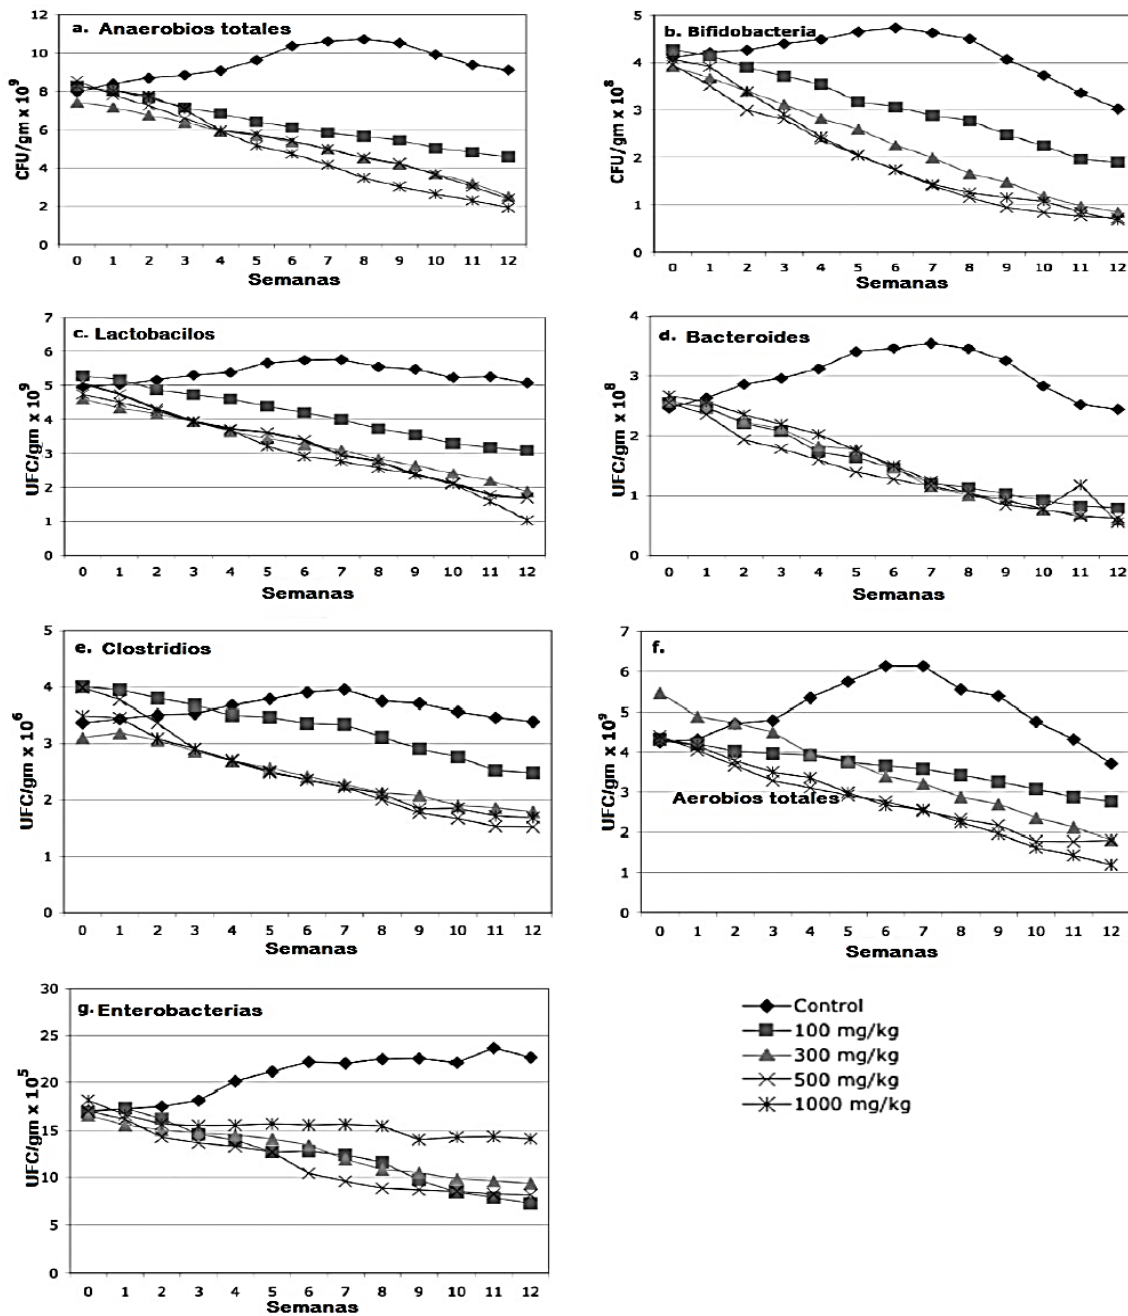 a. Anaerobios totales
CFU/gm x 10⁹
12
10
8
6
4
2
0
0 1 2 3 4 5 6 7 8 9 10 11 12
Semanas
b. Bifidobacteria
CFU/gm x 10⁸
5
4
3
2
1
0
0 1 2 3 4 5 6 7 8 9 10 11 12
Semanas
c. Lactobacilos
UFC/gm x 10⁹
7
6
5
4
3
2
1
0
0 1 2 3 4 5 6 7 8 9 10 11 12
Semanas
d. Bacteroides
UFC/gm x 10⁸
4
3
2
1
0
0 1 2 3 4 5 6 7 8 9 10 11 12
Semanas
e. Clostridios
UFC/gm x 10⁶
5
4
3
2
1
0
0 1 2 3 4 5 6 7 8 9 10 11 12
Semanas
f.
Aerobios totales
UFC/gm x 10⁹
7
6
5
4
3
2
1
0
0 1 2 3 4 5 6 7 8 9 10 11 12
Semanas
g. Enterobacterias
UFC/gm x 10⁵
30
25
20
15
10
5
0
0 1 2 3 4 5 6 7 8 9 10 11 12
Semanas
Control
100 mg/kg
300 mg/kg
500 mg/kg
1000 mg/kg